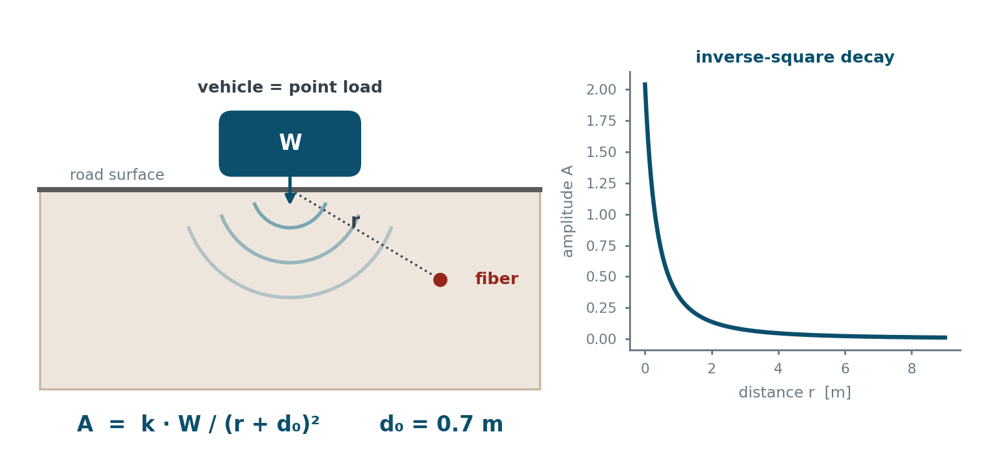 vehicle = point load
W
road surface
r
fiber
A = k · W / (r + d₀)²
d₀ = 0.7 m
inverse-square decay
amplitude A
2.00
1.75
1.50
1.25
1.00
0.75
0.50
0.25
0.00
0 2 4 6 8
distance r [m]